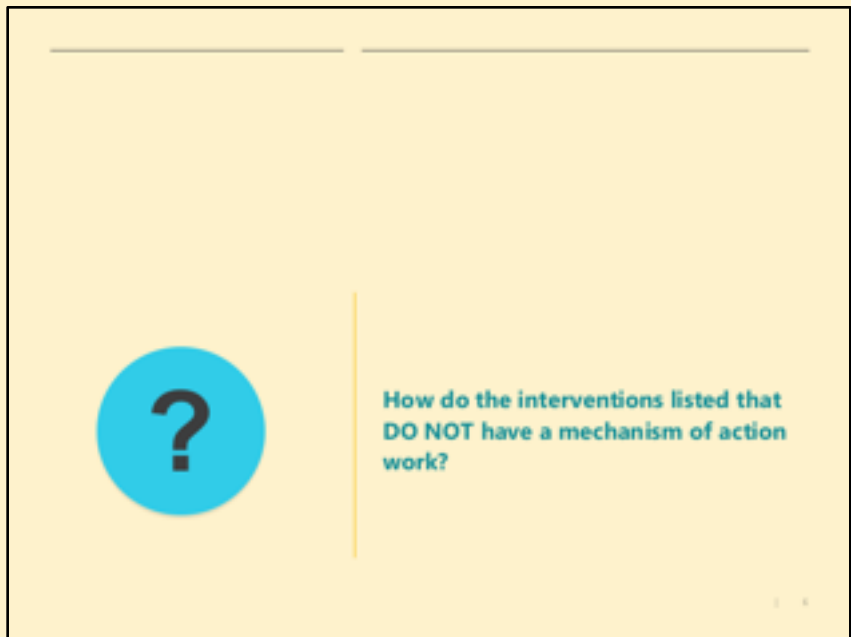 ?
How do the interventions listed that
DO NOT have a mechanism of action
work?